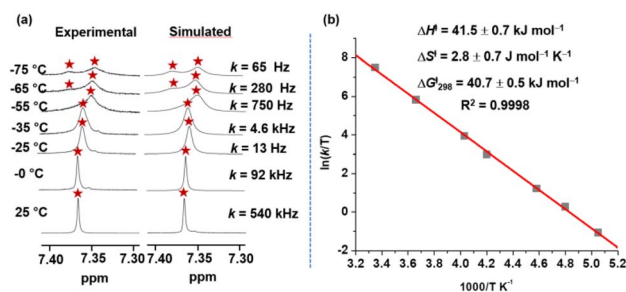 (a)
Experimental Simulated
-75 °C k = 65 Hz
-65 °C k = 280 Hz
-55 °C k = 750 Hz
-35 °C k = 4.6 kHz
-25 °C k = 13 Hz
-0 °C k = 92 kHz
25 °C k = 540 kHz
7.40 7.35 7.30 7.40 7.35 7.30
ppm ppm
(b)
ΔH‡ = 41.5 ± 0.7 kJ mol⁻¹
ΔS‡ = 2.8 ± 0.7 J mol⁻¹ K⁻¹
ΔG‡298 = 40.7 ± 0.5 kJ mol⁻¹
R² = 0.9998
ln(k/T)
8
6
4
2
0
-2
3.2 3.4 3.6 3.8 4.0 4.2 4.4 4.6 4.8 5.0 5.2
1000/T K⁻¹